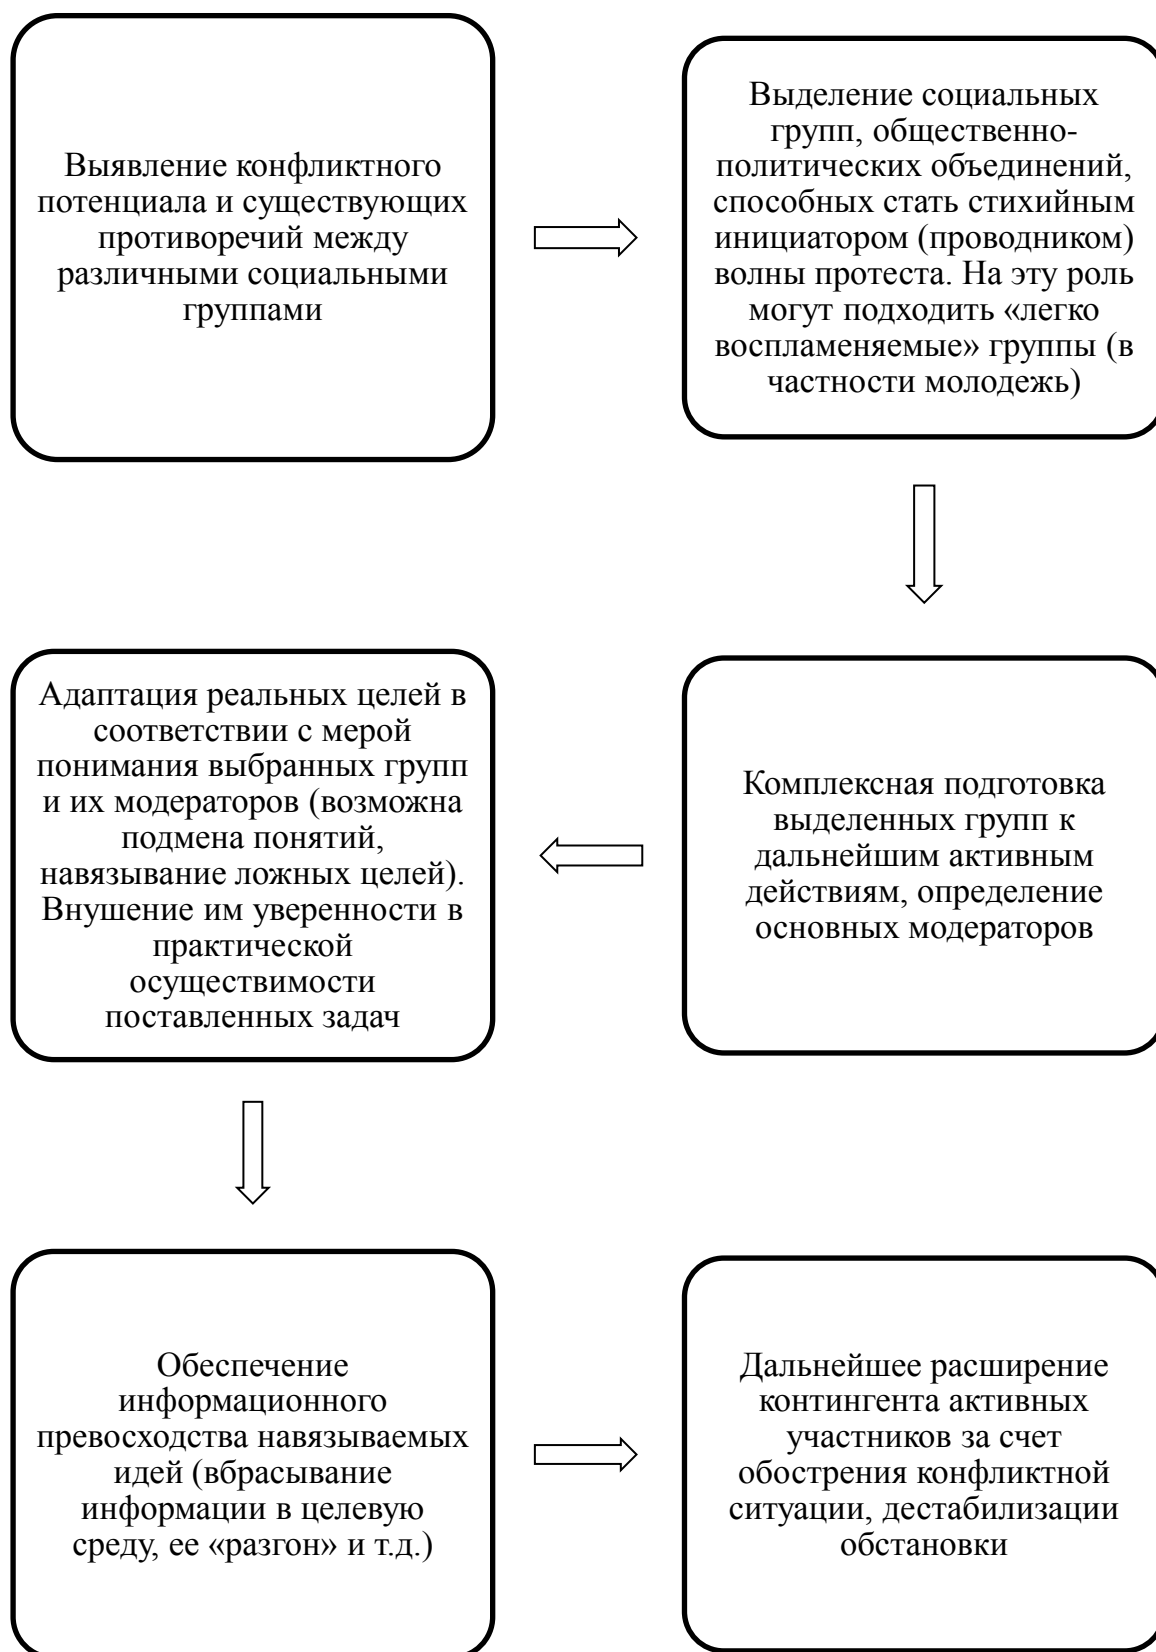 Выявление конфликтного
потенциала и существующих
противоречий между
различными социальными
группами
Выделение социальных
групп, общественно-
политических объединений,
способных стать стихийным
инициатором (проводником)
волны протеста. На эту роль
могут подходить «легко
воспламеняемые» группы (в
частности молодежь)
Комплексная подготовка
выделенных групп к
дальнейшим активным
действиям, определение
основных модераторов
Адаптация реальных целей в
соответствии с мерой
понимания выбранных групп
и их модераторов (возможна
подмена понятий,
навязывание ложных целей).
Внушение им уверенности в
практической
осуществимости
поставленных задач
Обеспечение
информационного
превосходства навязываемых
идей (вбрасывание
информации в целевую
среду, ее «разгон» и т.д.)
Дальнейшее расширение
контингента активных
участников за счет
обострения конфликтной
ситуации, дестабилизации
обстановки